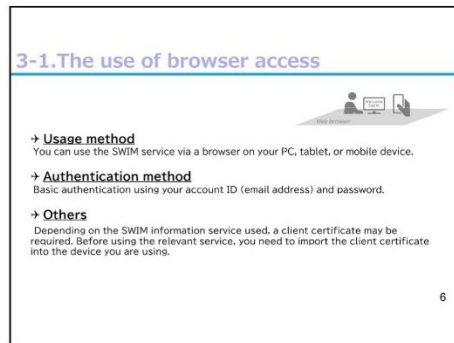 3-1.The use of browser access
Web browser
✈ Usage method
You can use the SWIM service via a browser on your PC, tablet, or mobile device.
✈ Authentication method
Basic authentication using your account ID (email address) and password.
✈ Others
Depending on the SWIM information service used, a client certificate may be
required. Before using the relevant service, you need to import the client certificate
into the device you are using.
6